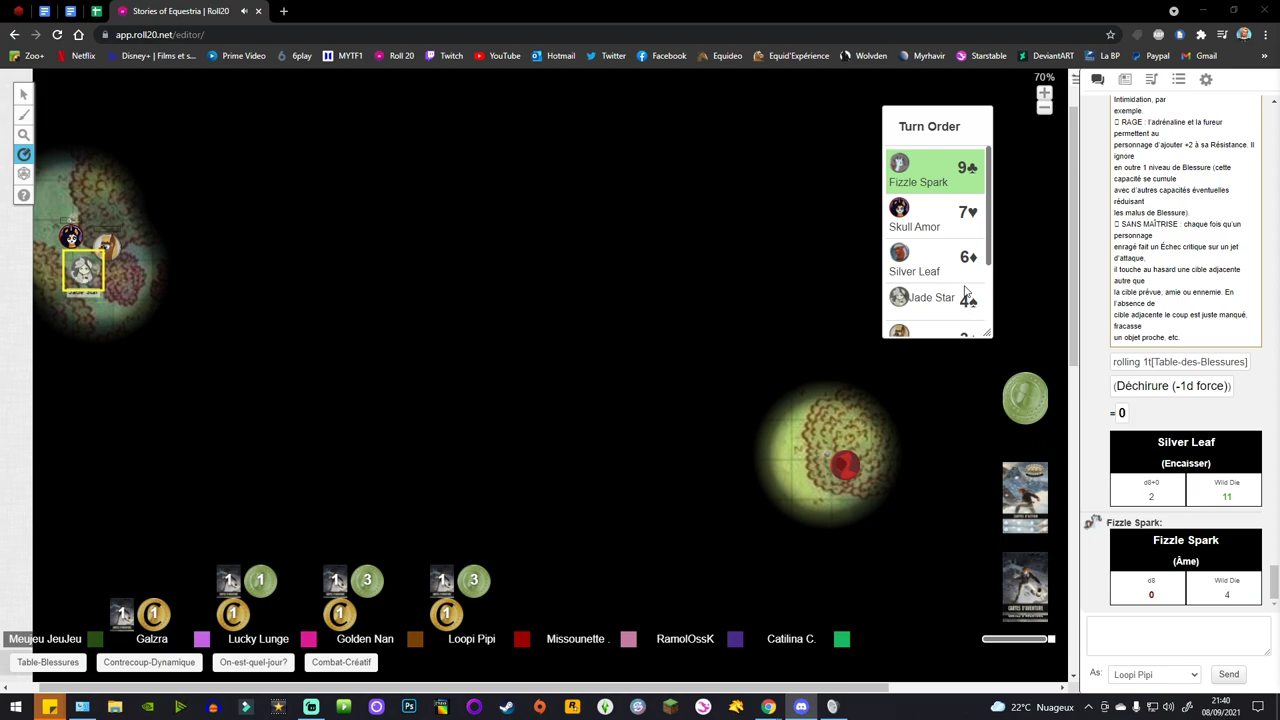 Stories of Equestria | Roll20
app.roll20.net/editor/
Zoo+ Netflix Disney+ | Films et s... Prime Video 6play MYTF1 Roll 20 Twitch YouTube Hotmail Facebook Equideo Equid'Expérience Wolvden Myrhavir Starstable DeviantART La BP Paypal Gmail »
70%
Turn Order
9♣
Fizzle Spark
7♥
Skull Amor
6♦
Silver Leaf
Jade Star 4♠
Jade Star
Intimidation, par
exemple.
RAGE : l'adrénaline et la fureur
permettent au
personnage d'ajouter +2 à sa Résistance. Il
ignore
en outre 1 niveau de Blessure (cette
capacité se cumule
avec d'autres capacités éventuelles
réduisant
les malus de Blessure).
SANS MAÎTRISE : chaque fois qu'un
personnage
enragé fait un Échec critique sur un jet
d'attaque,
il touche au hasard une cible adjacente
autre que
la cible prévue, amie ou ennemie. En
l'absence de
cible adjacente le coup est juste manqué,
fracasse
un objet proche, etc.
rolling 1t[Table-des-Blessures]
(Déchirure (-1d force))
= 0
Silver Leaf
(Encaisser)
d8+0 Wild Die
2 11
Fizzle Spark:
Fizzle Spark
(Âme)
d8 Wild Die
0 4
CARTES D'AVENTURE
1 1 1 3 1 3
1 1 1 1 1
Meujeu JeuJeu Galzra Lucky Lunge Golden Nan Loopi Pipi Missounette . RamolOssK Catilina C.
Table-Blessures Contrecoup-Dynamique On-est-quel-jour? Combat-Créatif
As: Loopi Pipi Send
22°C Nuageux
21:40
08/09/2021